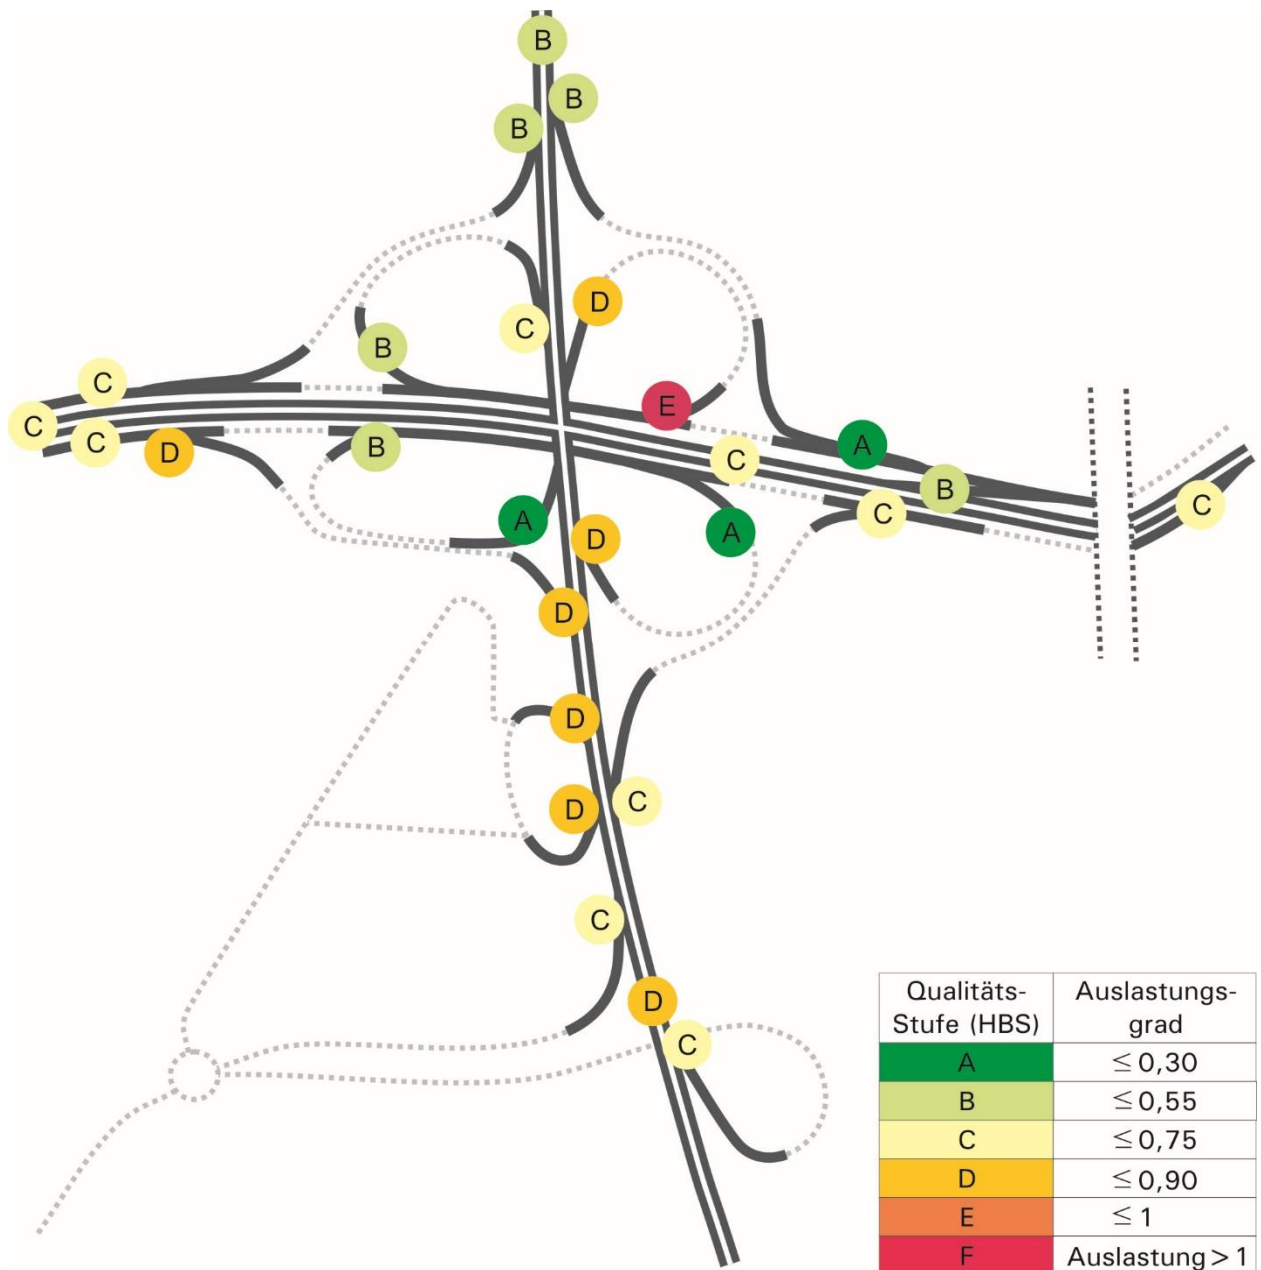 B
B
B
D
C
B
C
E
C
B
A
C
D
C
B
B
C
C
A
D
A
D
D
C
D
C
D
C
Qualitäts- Auslastungs-
Stufe (HBS) grad
A ≤ 0,30
B ≤ 0,55
C ≤ 0,75
D ≤ 0,90
E ≤ 1
F Auslastung > 1